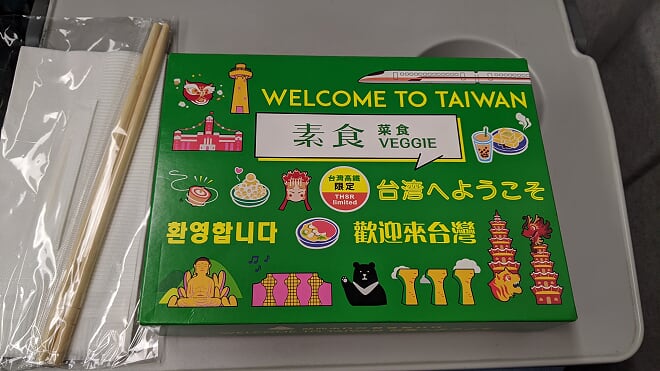 WELCOME TO TAIWAN
素食 菜食
VEGGIE
台灣高鐵
限定
THSR
limited
台湾へようこそ
환영합니다
歡迎來台灣